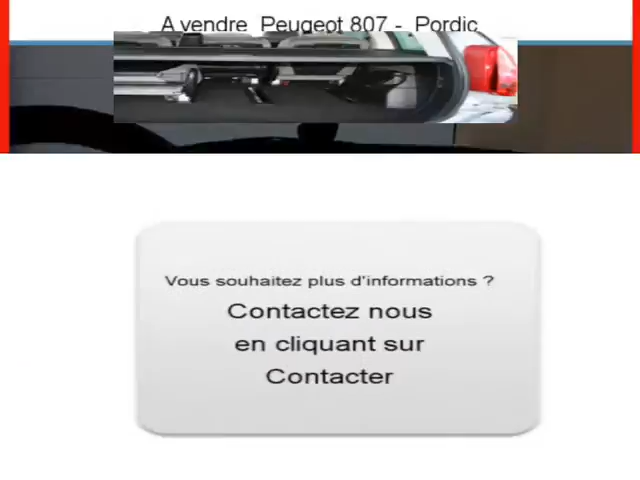 A vendre Peugeot 807 - Pordic
Vous souhaitez plus d'informations ?
Contactez nous
en cliquant sur
Contacter